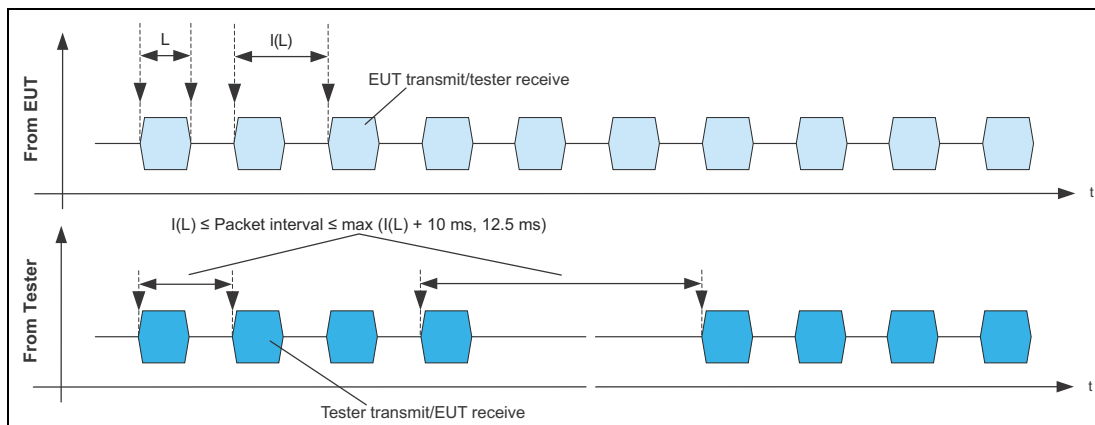 L
I(L)
EUT transmit/tester receive
From EUT
t
I(L) ≤ Packet interval ≤ max (I(L) + 10 ms, 12.5 ms)
From Tester
t
Tester transmit/EUT receive